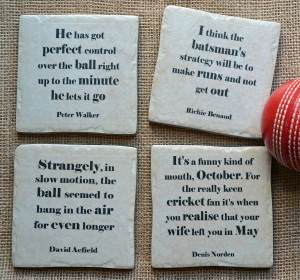 He has got
perfect control
over the ball right
up to the minute
he lets it go
Peter Walker
I think the
batsman's
strategy will be to
make runs and not
get out
Richie Benaud
Strangely, in
slow motion, the
ball seemed to
hang in the air
for even longer
David Acfield
It's a funny kind of
month, October. For
the really keen
cricket fan it's when
you realise that your
wife left you in May
Denis Norden